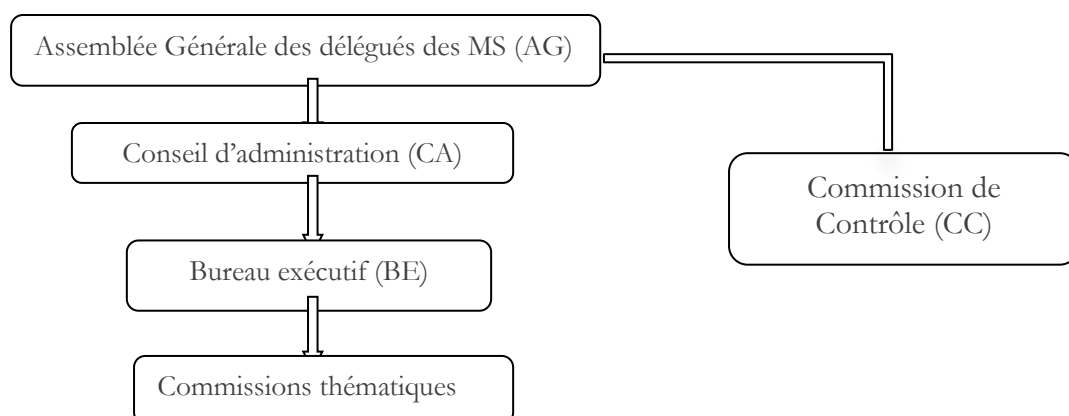 Assemblée Générale des délégués des MS (AG)
Conseil d’administration (CA)
Commission de
Contrôle (CC)
Bureau exécutif (BE)
Commissions thématiques